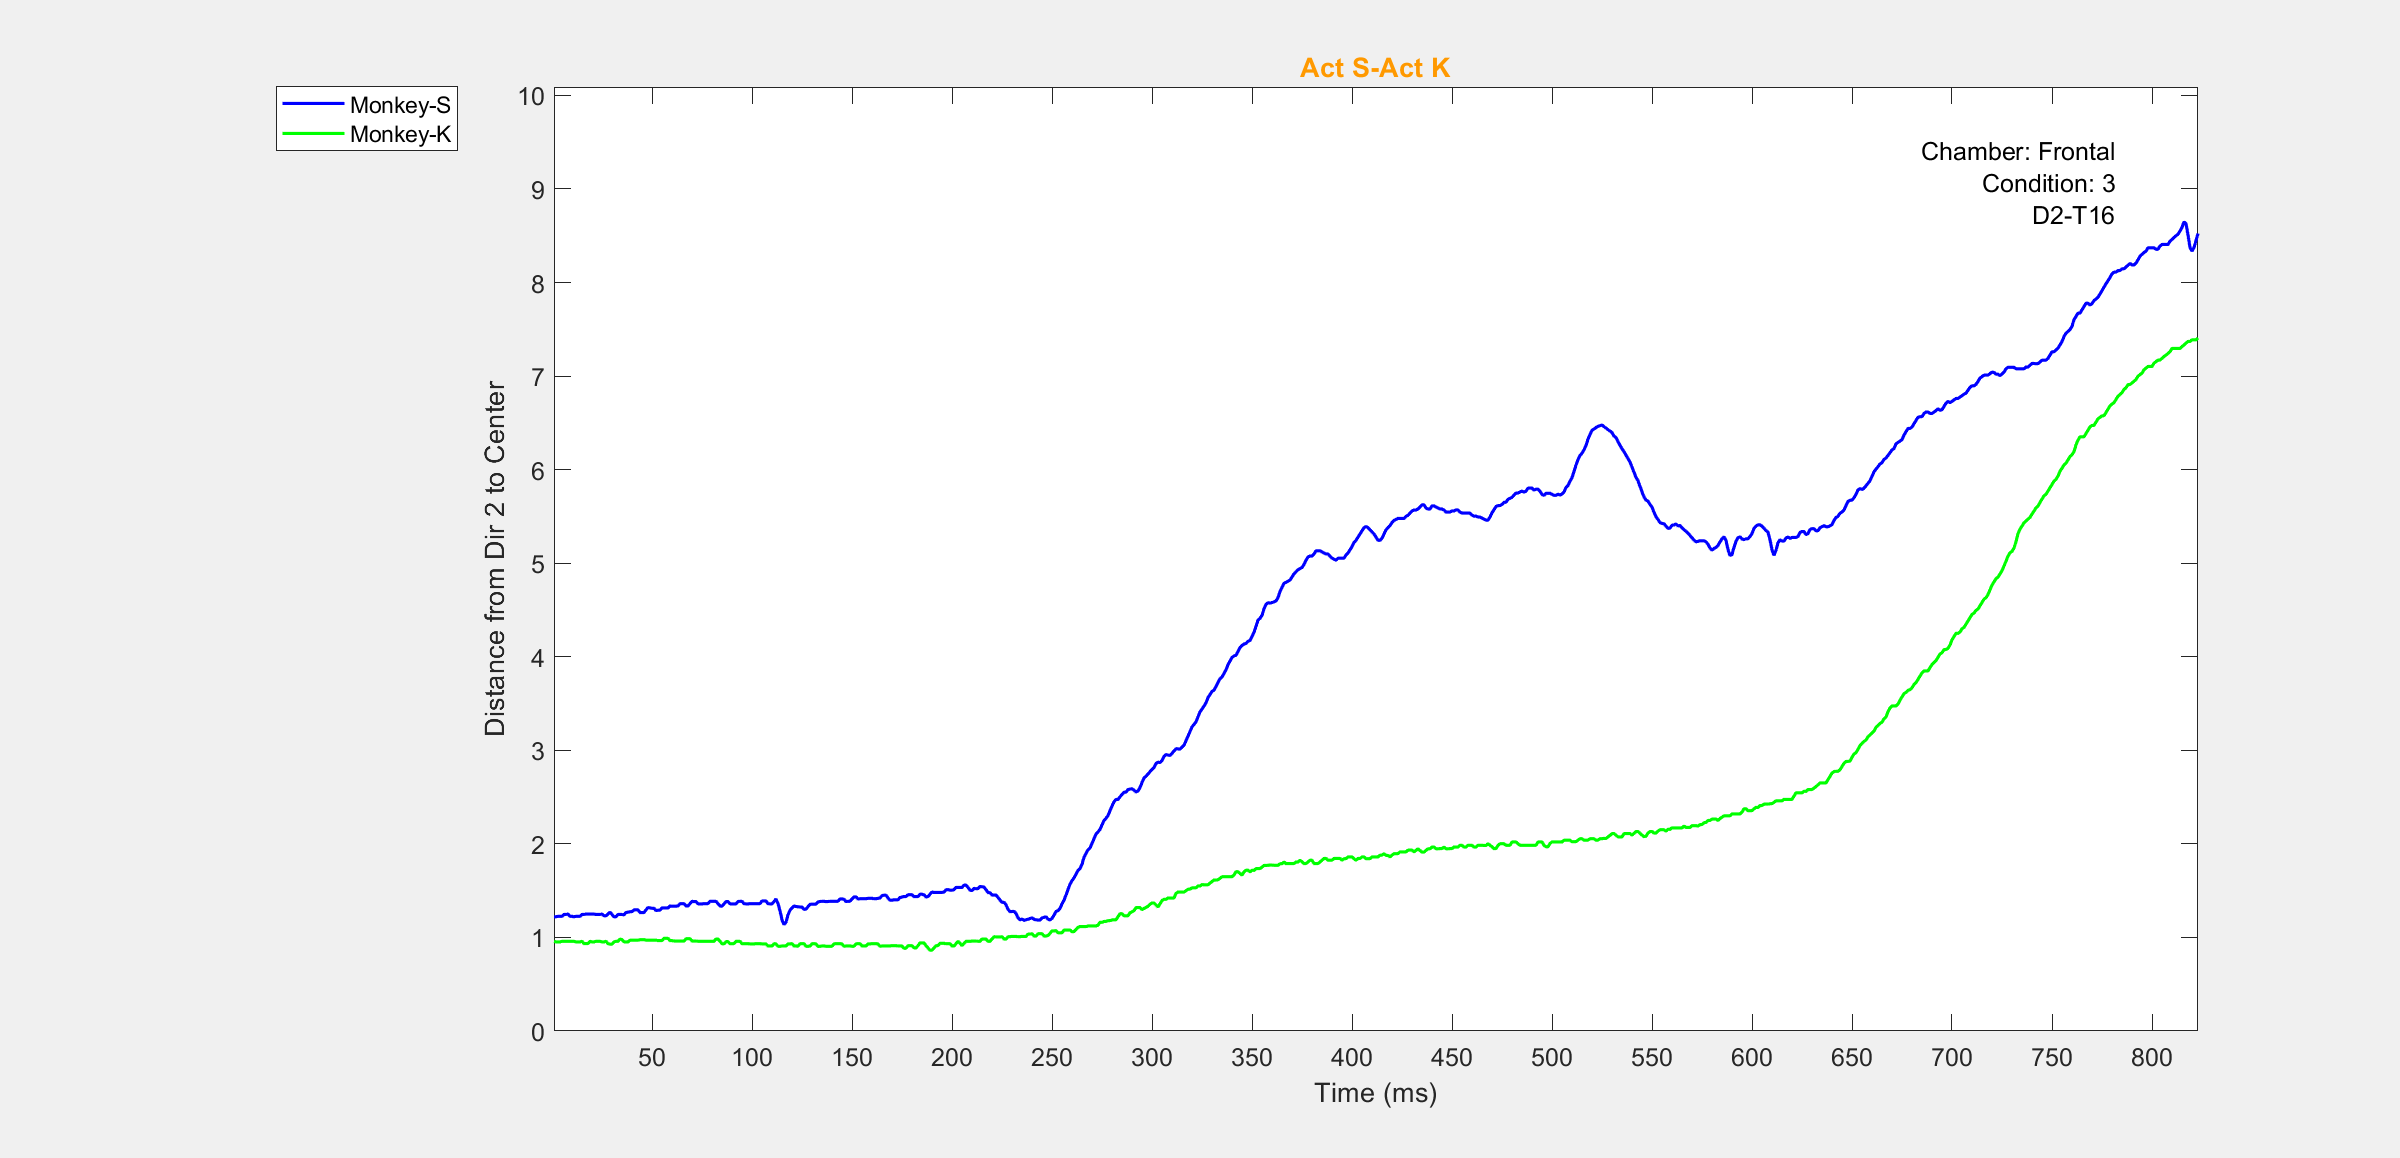 Act S-Act K
Monkey-S
Monkey-K
Chamber: Frontal
Condition: 3
D2-T16
Distance from Dir 2 to Center
10
9
8
7
6
5
4
3
2
1
0
50 100 150 200 250 300 350 400 450 500 550 600 650 700 750 800
Time (ms)